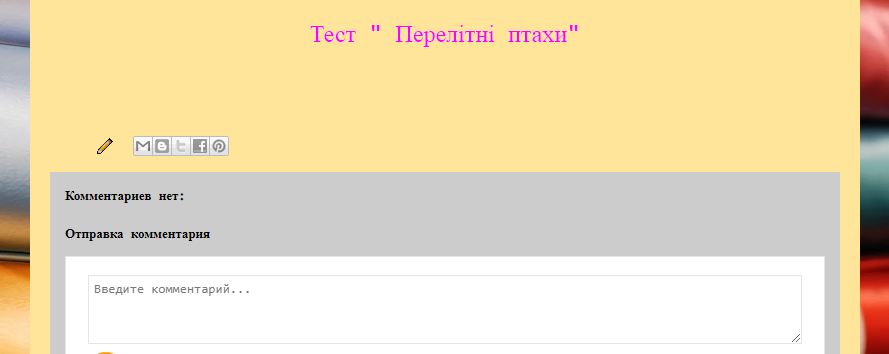 Тест " Перелітні птахи"
Комментариев нет:
Отправка комментария
Введите комментарий...